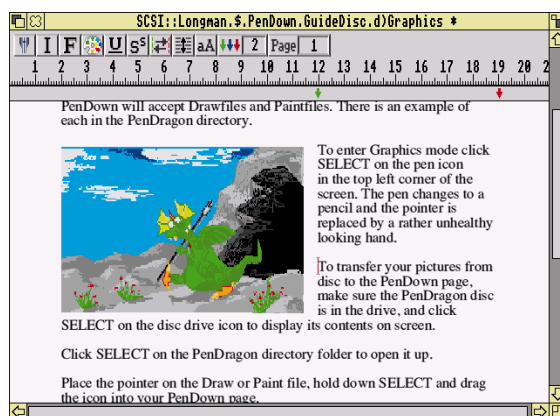 SCSI::Longman.$.PenDown.GuideDisc.d)Graphics *
I F U S S aA 2 Page 1
1 2 3 4 5 6 7 8 9 10 11 12 13 14 15 16 17 18 19 20 2
PenDown will accept Drawfiles and Paintfiles. There is an example of
each in the PenDragon directory.
To enter Graphics mode click
SELECT on the pen icon
in the top left corner of the
screen. The pen changes to a
pencil and the pointer is
replaced by a rather unhealthy
looking hand.
To transfer your pictures from
disc to the PenDown page,
make sure the PenDragon disc
is in the drive, and click
SELECT on the disc drive icon to display its contents on screen.
Click SELECT on the PenDragon directory folder to open it up.
Place the pointer on the Draw or Paint file, hold down SELECT and drag
the icon into your PenDown page.